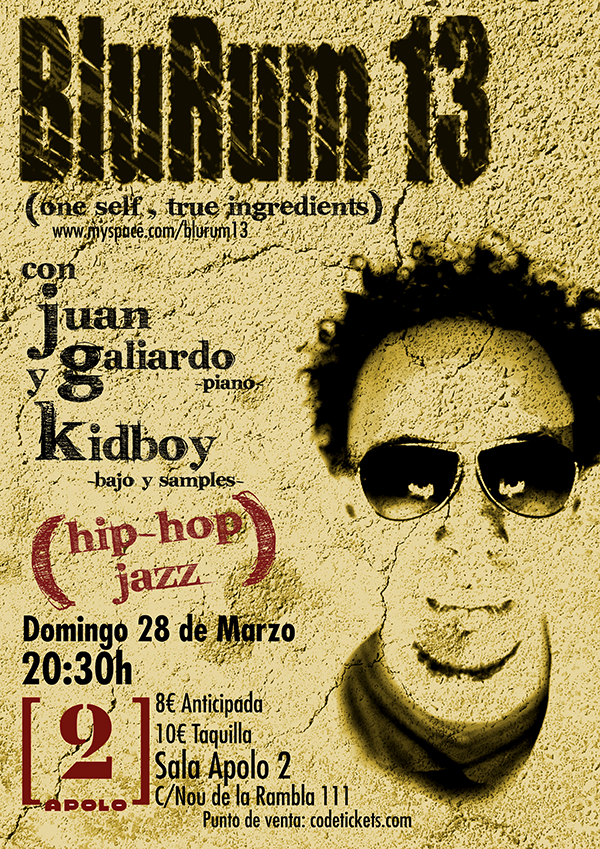 BluRum 13
(one self , true ingredients)
www.myspace.com/blurum13
con
juan
galiardo
-piano-
y
Kidboy
-bajo y samples-
(hip-hop
jazz)
Domingo 28 de Marzo
20:30h
[2]
APOLO
8€ Anticipada
10€ Taquilla
Sala Apolo 2
C/Nou de la Rambla 111
Punto de venta: codetickets.com